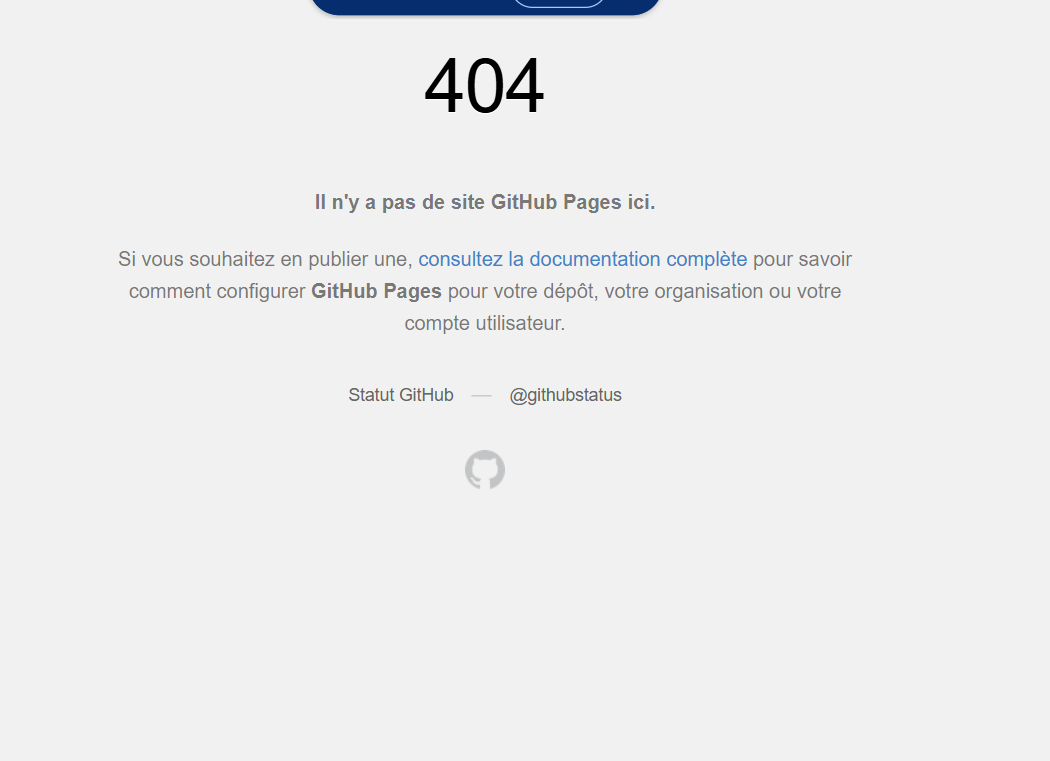 404
Il n'y a pas de site GitHub Pages ici.
Si vous souhaitez en publier une, consultez la documentation complète pour savoir
comment configurer GitHub Pages pour votre dépôt, votre organisation ou votre
compte utilisateur.
Statut GitHub — @githubstatus